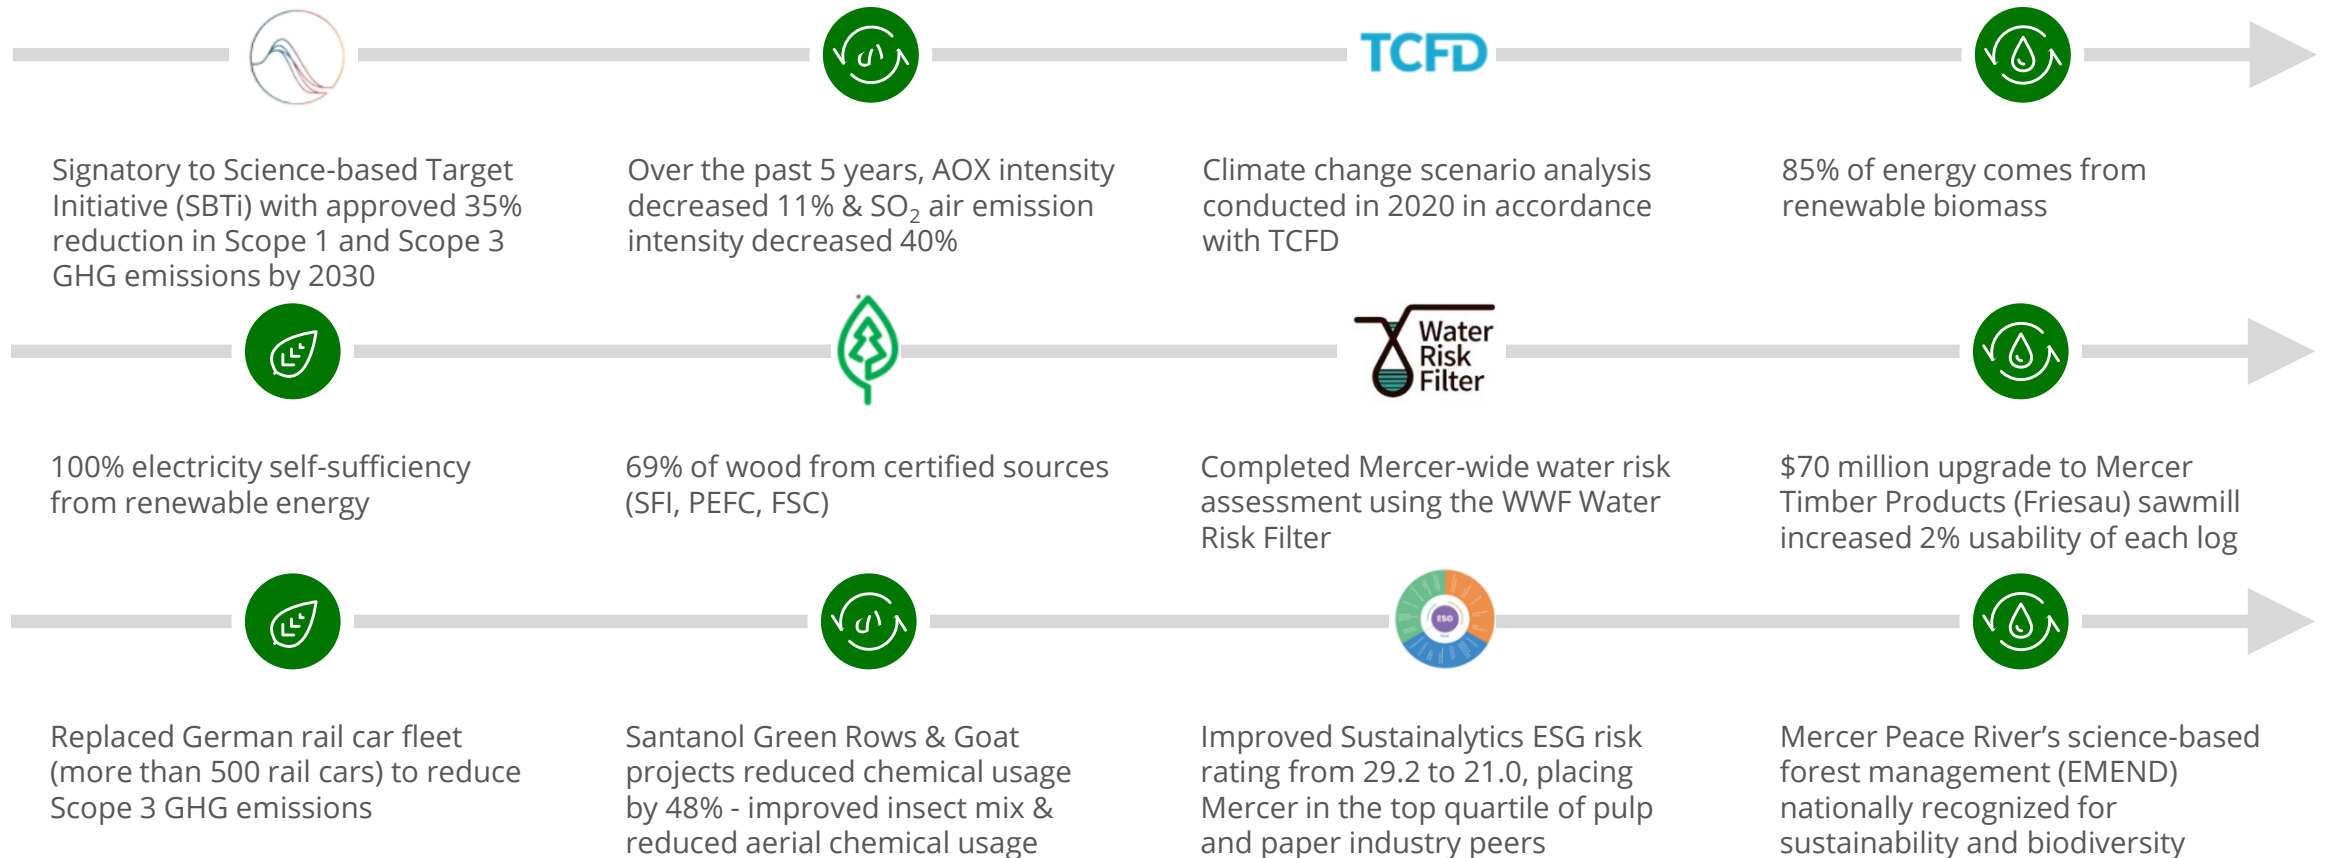 TCFD
Signatory to Science-based Target
Initiative (SBTi) with approved 35%
reduction in Scope 1 and Scope 3
GHG emissions by 2030
Over the past 5 years, AOX intensity
decreased 11% & SO₂ air emission
intensity decreased 40%
Climate change scenario analysis
conducted in 2020 in accordance
with TCFD
85% of energy comes from
renewable biomass
Water
Risk
Filter
100% electricity self-sufficiency
from renewable energy
69% of wood from certified sources
(SFI, PEFC, FSC)
Completed Mercer-wide water risk
assessment using the WWF Water
Risk Filter
$70 million upgrade to Mercer
Timber Products (Friesau) sawmill
increased 2% usability of each log
ESG
Replaced German rail car fleet
(more than 500 rail cars) to reduce
Scope 3 GHG emissions
Santanol Green Rows & Goat
projects reduced chemical usage
by 48% - improved insect mix &
reduced aerial chemical usage
Improved Sustainalytics ESG risk
rating from 29.2 to 21.0, placing
Mercer in the top quartile of pulp
and paper industry peers
Mercer Peace River’s science-based
forest management (EMEND)
nationally recognized for
sustainability and biodiversity